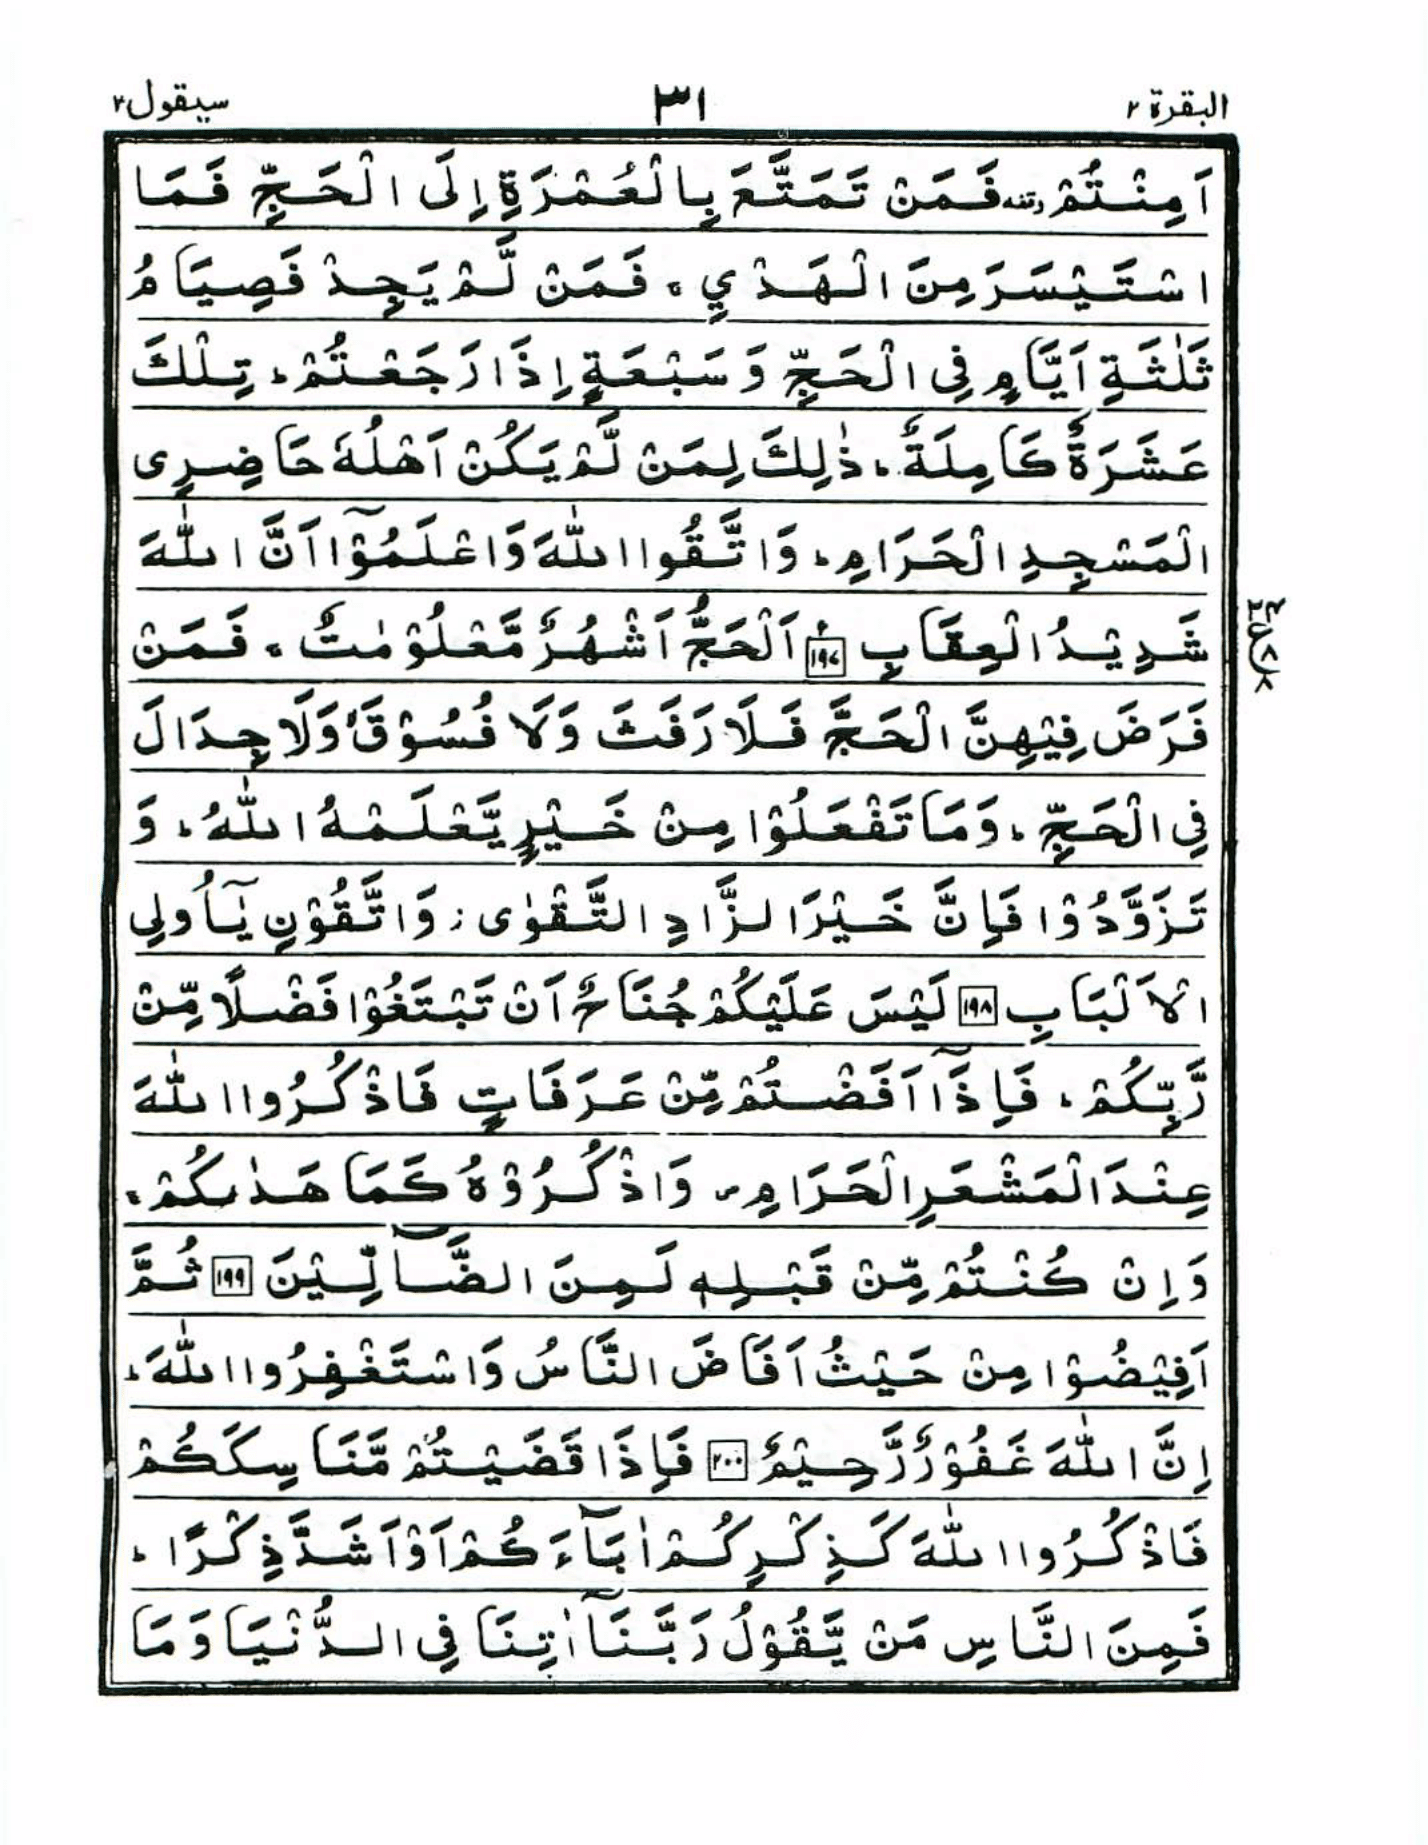 البقرة ٢ ٣١ سيقول ٢
اَمِنْتُمْ وقفة فَمَنْ تَمَتَّعَ بِالْعُمْرَةِ اِلَى الْحَجِّ فَمَا
اسْتَيْسَرَ مِنَ الْهَدْيِ ۚ فَمَنْ لَّمْ يَجِدْ فَصِيَامُ
ثَلٰثَةِ اَيَّامٍ فِى الْحَجِّ وَ سَبْعَةٍ اِذَا رَجَعْتُمْ ؕ تِلْكَ
عَشَرَةٌ كَامِلَةٌ ؕ ذٰلِكَ لِمَنْ لَّمْ يَكُنْ اَهْلُهٗ حَاضِرِى
الْمَسْجِدِ الْحَرَامِ ؕ وَاتَّقُوا اللّٰهَ وَاعْلَمُوْۤا اَنَّ اللّٰهَ
شَدِيْدُ الْعِقَابِ ١٩٧ اَلْحَجُّ اَشْهُرٌ مَّعْلُوْمٰتٌ ۚ فَمَنْ
ع
فَرَضَ فِيْهِنَّ الْحَجَّ فَلَا رَفَثَ وَلَا فُسُوْقَ ۙ وَلَا جِدَالَ
فِى الْحَجِّ ؕ وَمَا تَفْعَلُوْا مِنْ خَيْرٍ يَّعْلَمْهُ اللّٰهُ ؕ وَ
تَزَوَّدُوْا فَاِنَّ خَيْرَ الزَّادِ التَّقْوٰى ز وَاتَّقُوْنِ يٰۤاُولِى
الْاَلْبَابِ ١٩٨ لَيْسَ عَلَيْكُمْ جُنَاحٌ اَنْ تَبْتَغُوْا فَضْلًا مِّنْ
رَّبِّكُمْ ؕ فَاِذَاۤ اَفَضْتُمْ مِّنْ عَرَفَاتٍ فَاذْكُرُوا اللّٰهَ
عِنْدَ الْمَشْعَرِ الْحَرَامِ ص وَاذْكُرُوْهُ كَمَا هَدٰىكُمْ ۚ
وَاِنْ كُنْتُمْ مِّنْ قَبْلِهٖ لَمِنَ الضَّآلِّيْنَ ١٩٩ ثُمَّ
اَفِيْضُوْا مِنْ حَيْثُ اَفَاضَ النَّاسُ وَاسْتَغْفِرُوا اللّٰهَ ؕ
اِنَّ اللّٰهَ غَفُوْرٌ رَّحِيْمٌ ٢٠٠ فَاِذَا قَضَيْتُمْ مَّنَاسِكَكُمْ
فَاذْكُرُوا اللّٰهَ كَذِكْرِكُمْ اٰبَآءَكُمْ اَوْ اَشَدَّ ذِكْرًا ؕ
فَمِنَ النَّاسِ مَنْ يَّقُوْلُ رَبَّنَاۤ اٰتِنَا فِى الدُّنْيَا وَمَا